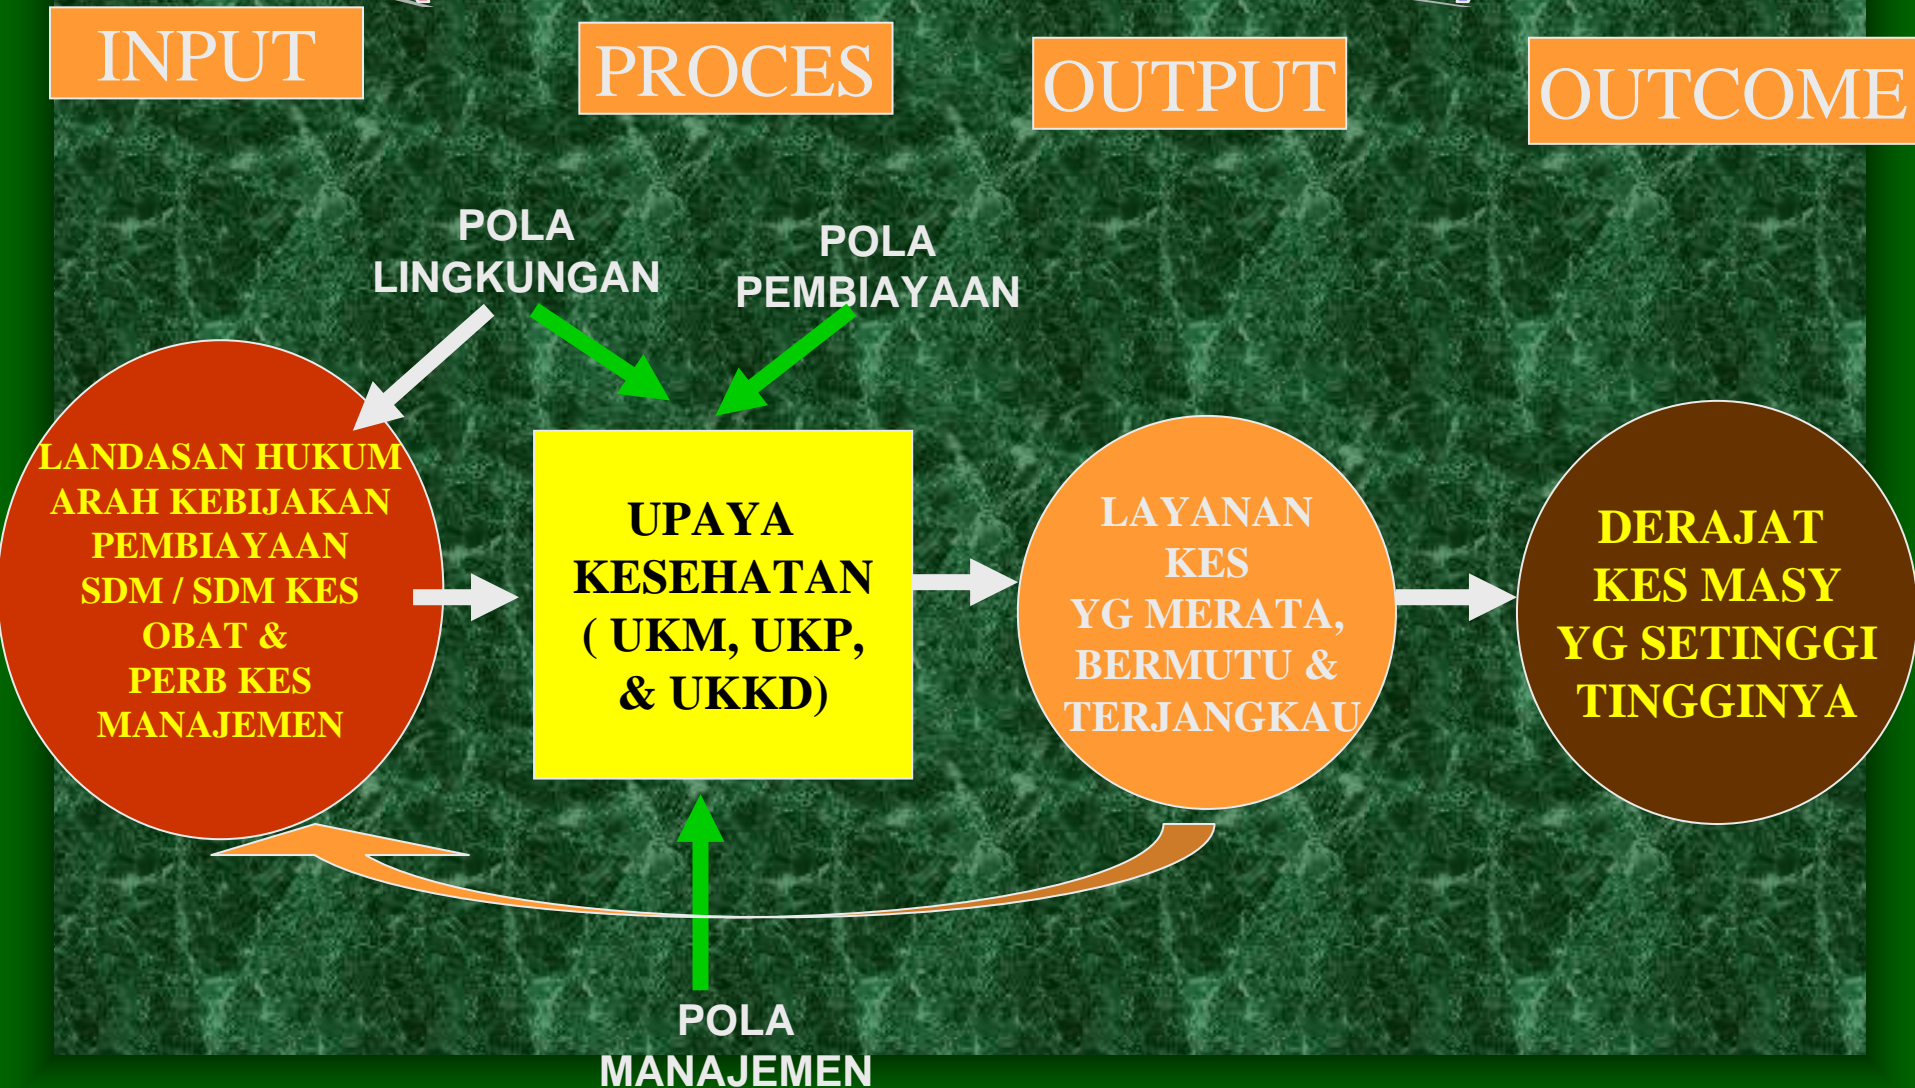 INPUT
PROCES
OUTPUT
OUTCOME
POLA
LINGKUNGAN
POLA
PEMBIAYAAN
LANDASAN HUKUM
ARAH KEBIJAKAN
PEMBIAYAAN
SDM / SDM KES
OBAT &
PERB KES
MANAJEMEN
UPAYA
KESEHATAN
( UKM, UKP,
& UKKD)
LAYANAN
KES
YG MERATA,
BERMUTU &
TERJANGKAU
DERAJAT
KES MASY
YG SETINGGI
TINGGINYA
POLA
MANAJEMEN